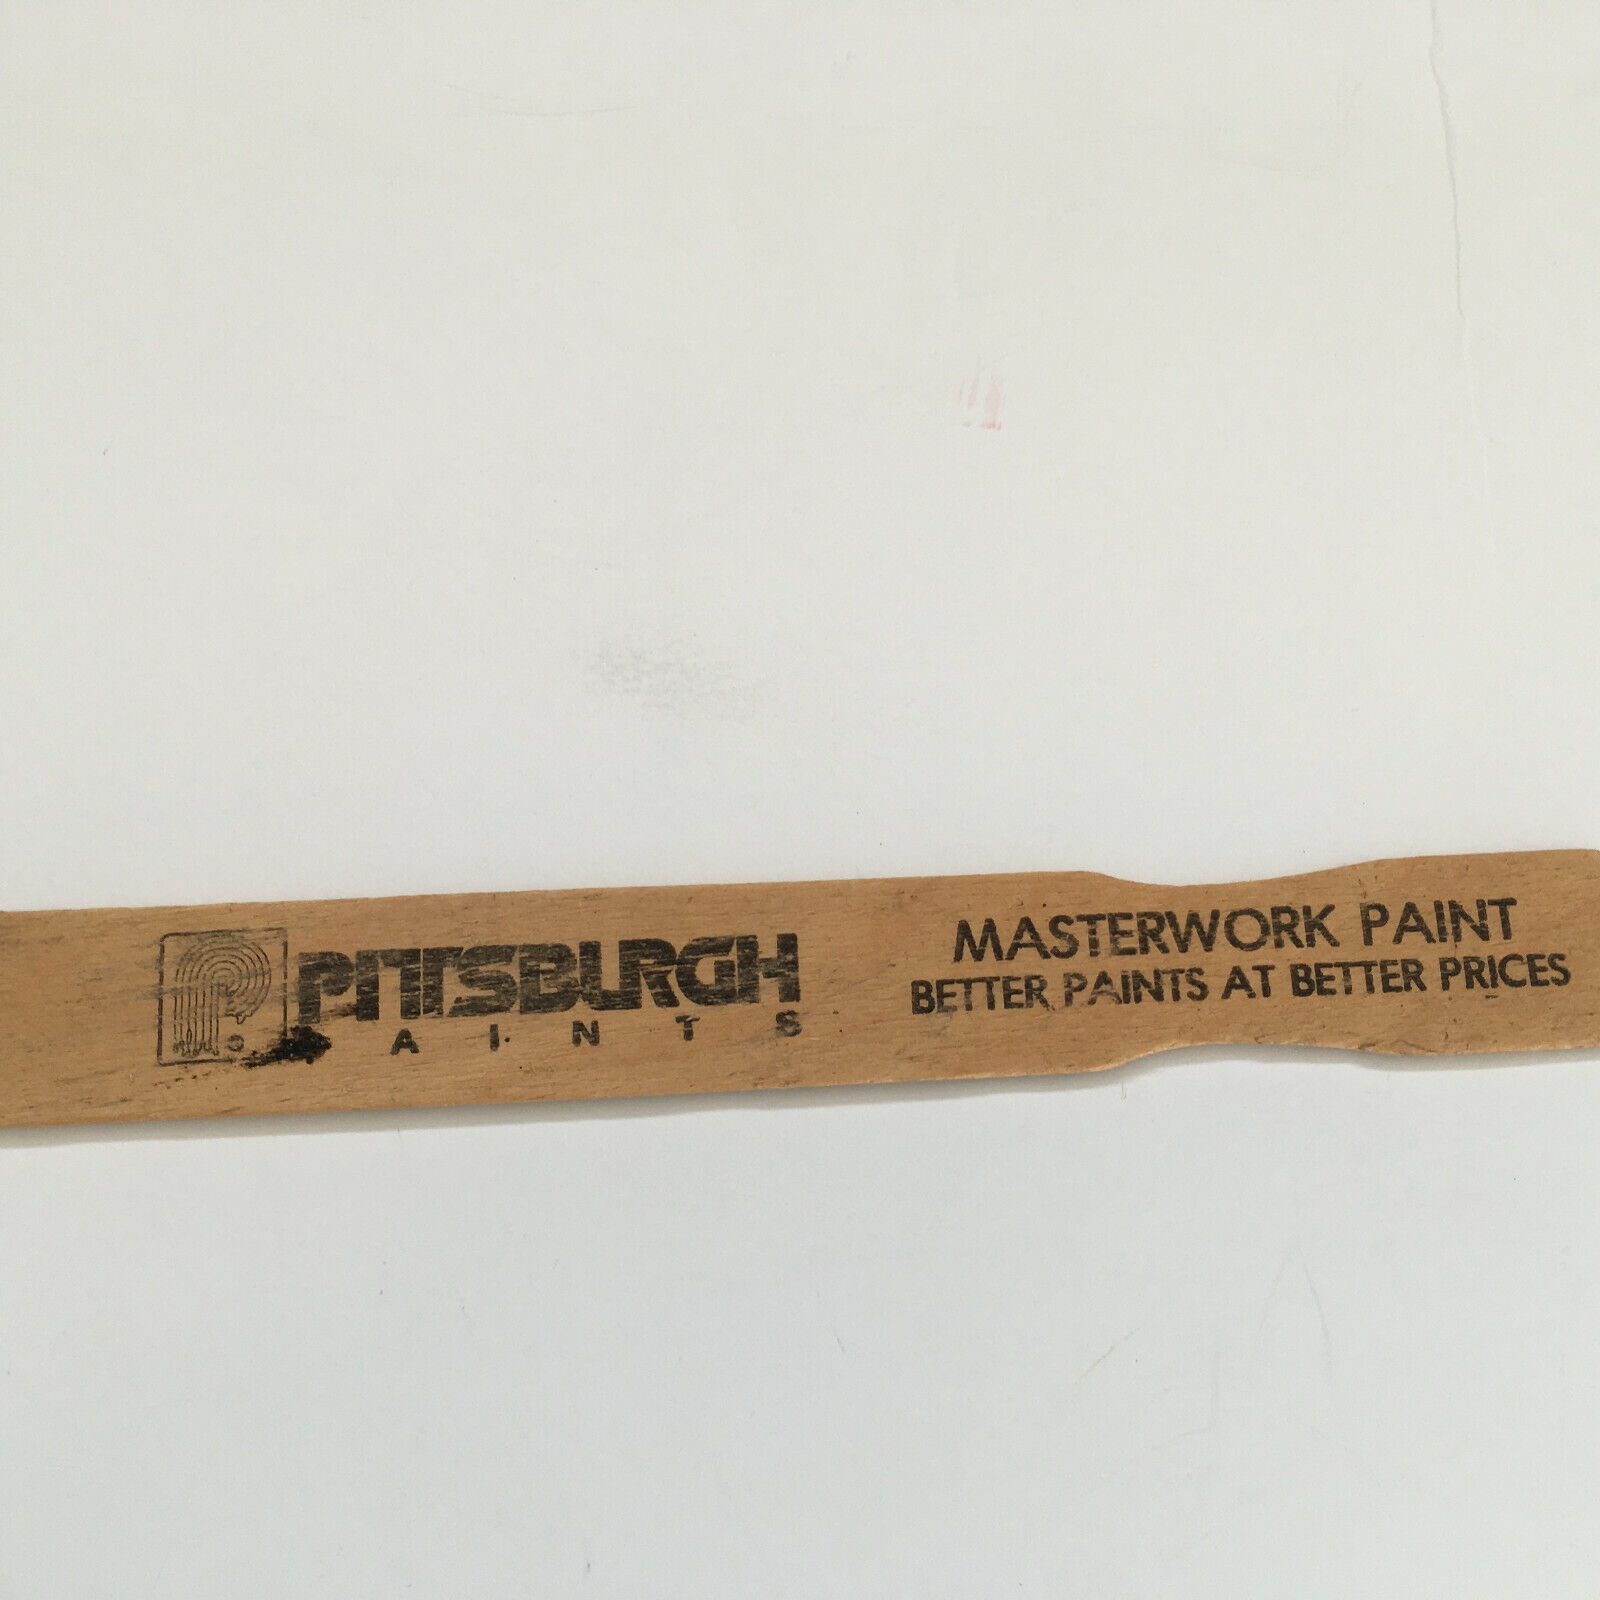 PITTSBURGH
PAINTS
MASTERWORK PAINT
BETTER PAINTS AT BETTER PRICES